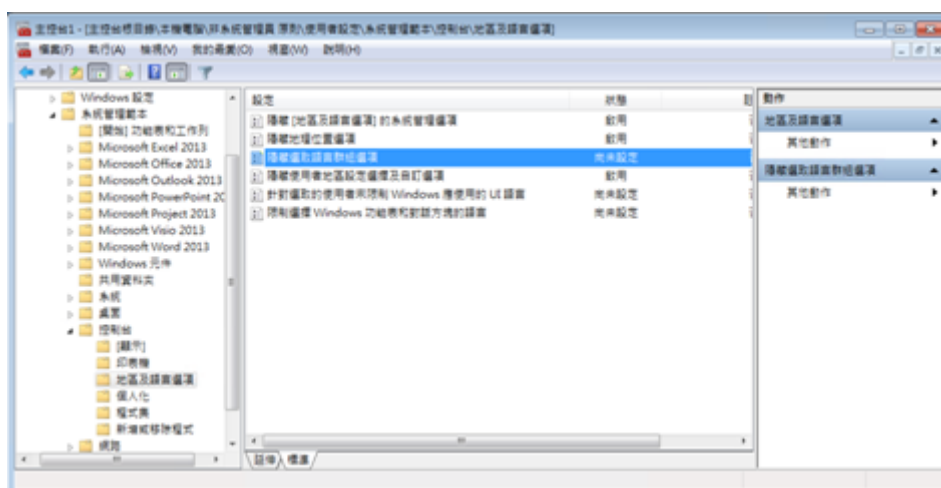 主控台1 - [主控台根目錄\本機電腦\非系統管理員 原則\使用者設定\系統管理範本\控制台\地區及語言選項]
檔案(F) 執行(A) 檢視(V) 我的最愛(O) 視窗(W) 說明(H)
Windows 設定
系統管理範本
[開始] 功能表和工作列
Microsoft Excel 2013
Microsoft Office 2013
Microsoft Outlook 2013
Microsoft PowerPoint 20
Microsoft Project 2013
Microsoft Visio 2013
Microsoft Word 2013
Windows 元件
共用資料夾
系統
桌面
控制台
[顯示]
印表機
地區及語言選項
個人化
程式集
新增或移除程式
網路
設定 狀態
隱藏 [地區及語言選項] 的系統管理選項 啟用
隱藏地理位置選項 啟用
隱藏選取語言群組選項 尚未設定
隱藏使用者地區設定選擇及自訂選項 啟用
針對選取的使用者來限制 Windows 應使用的 UI 語言 尚未設定
限制選擇 Windows 功能表和對話方塊的語言 尚未設定
延伸 標準
動作
地區及語言選項
其他動作
隱藏選取語言群組選項
其他動作